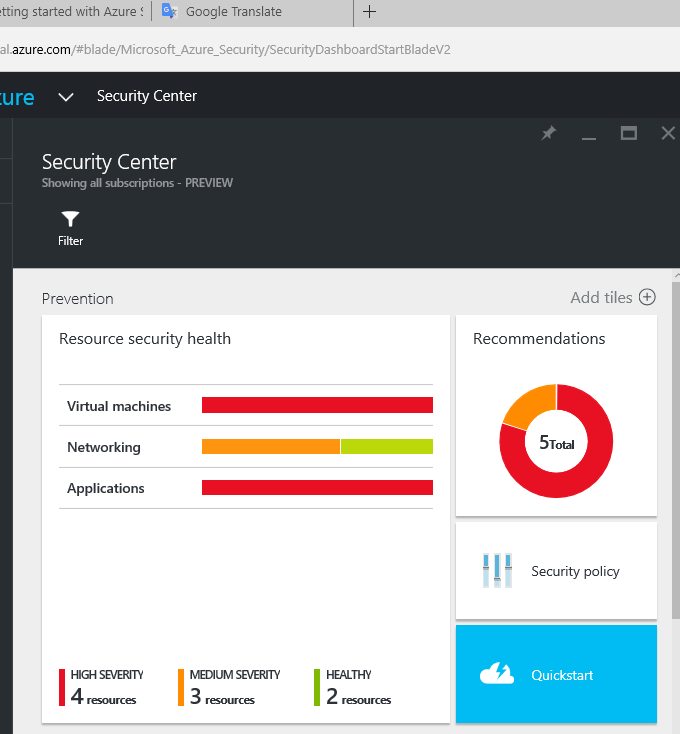 etting started with Azure S
Google Translate
al.azure.com/#blade/Microsoft_Azure_Security/SecurityDashboardStartBladeV2
zure
Security Center
Security Center
Showing all subscriptions - PREVIEW
Filter
Prevention
Add tiles
Resource security health
Virtual machines
Networking
Applications
HIGH SEVERITY
4 resources
MEDIUM SEVERITY
3 resources
HEALTHY
2 resources
Recommendations
5Total
Security policy
Quickstart